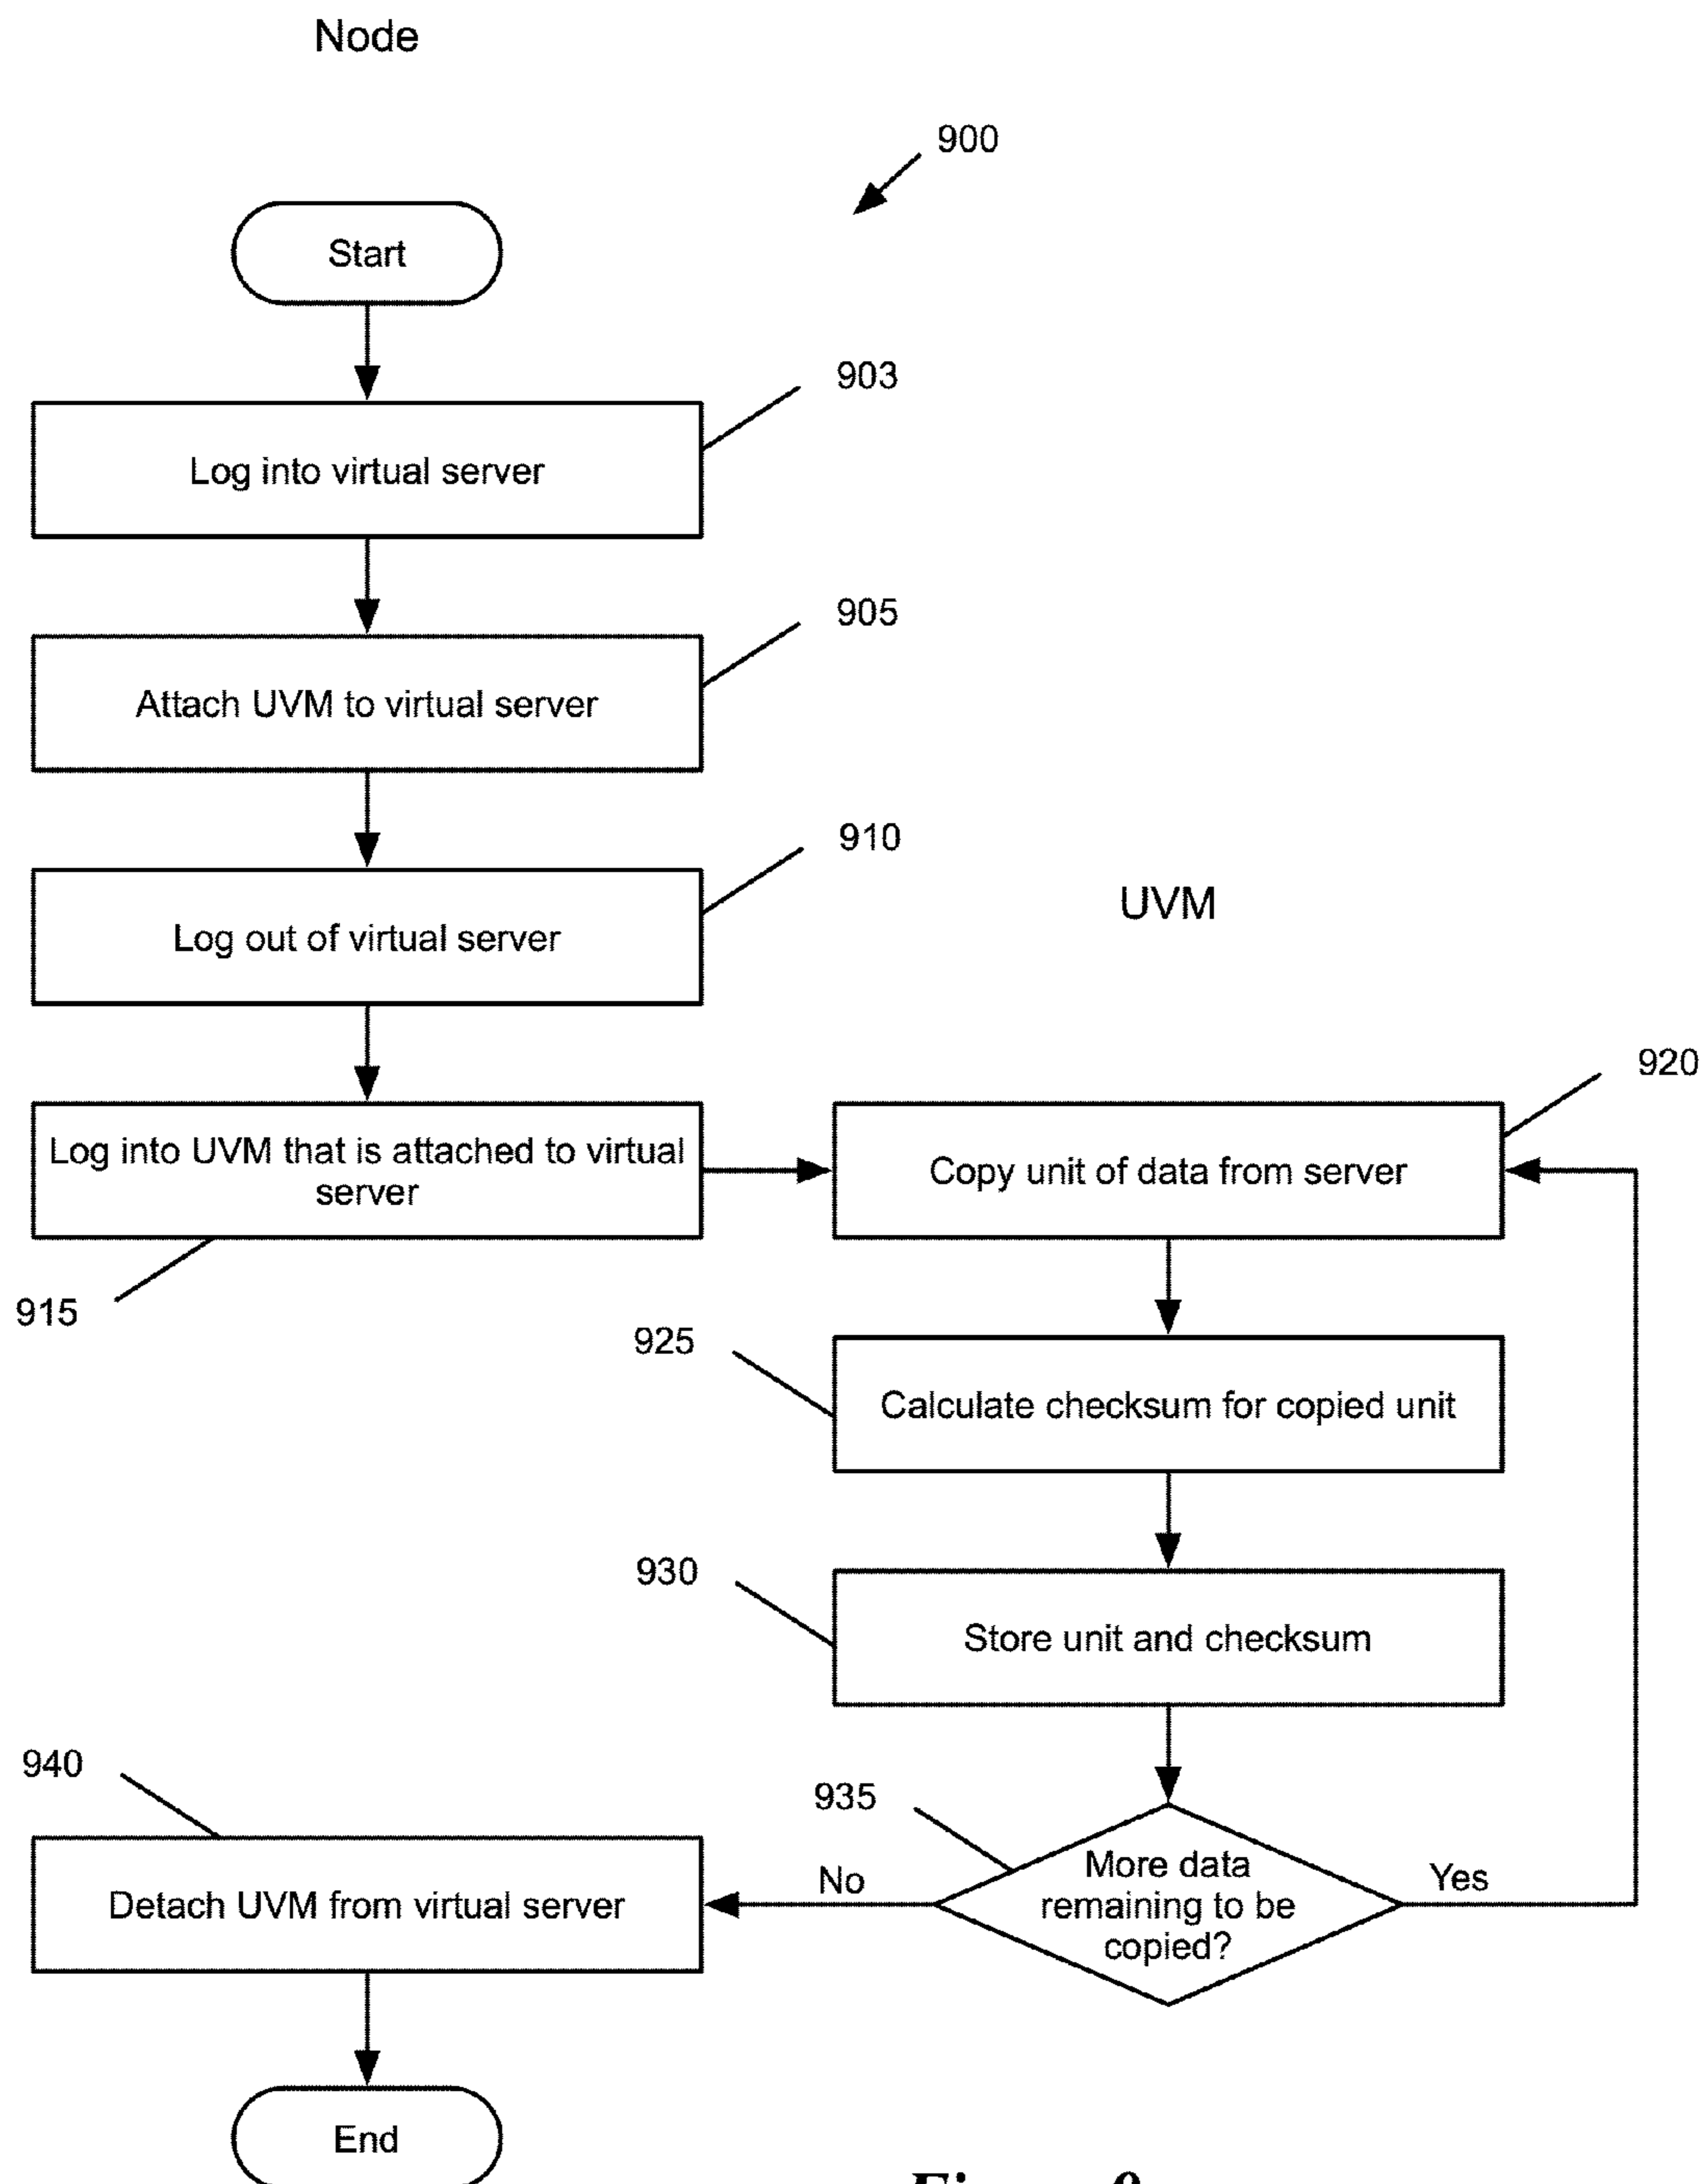 Node
900
Start
903
Log into virtual server
905
Attach UVM to virtual server
910
Log out of virtual server
UVM
920
Log into UVM that is attached to virtual
server
Copy unit of data from server
915
925
Calculate checksum for copied unit
930
Store unit and checksum
940
935
More data
remaining to be
copied?
No
Yes
Detach UVM from virtual server
End